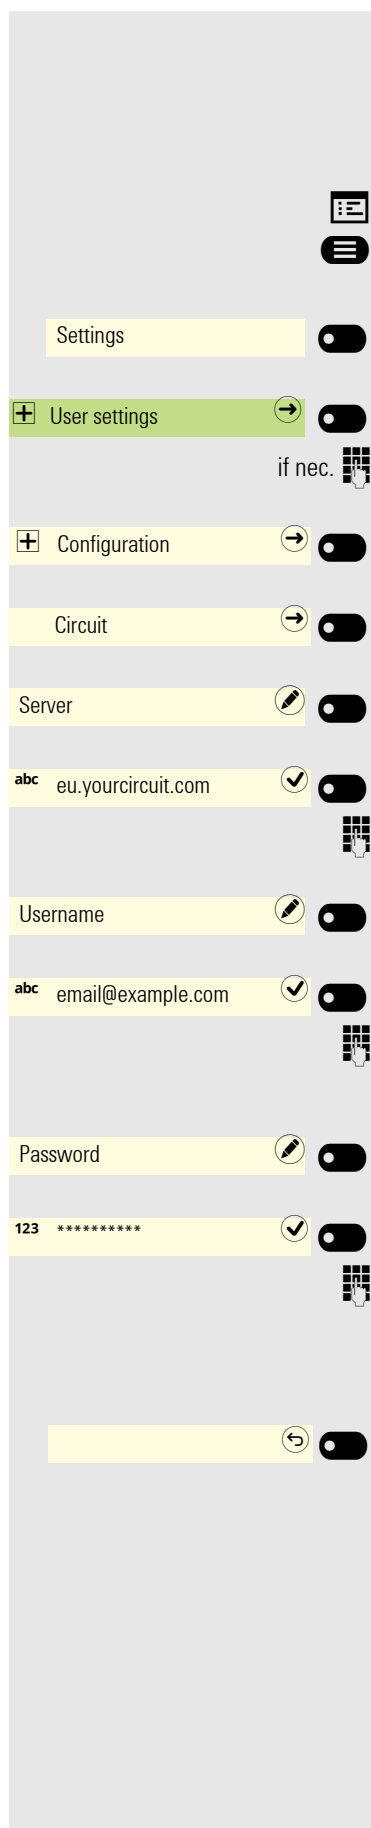 Settings
User settings
if nec.
Configuration
Circuit
Server
abc eu.yourcircuit.com
Username
abc email@example.com
Password
123 **********